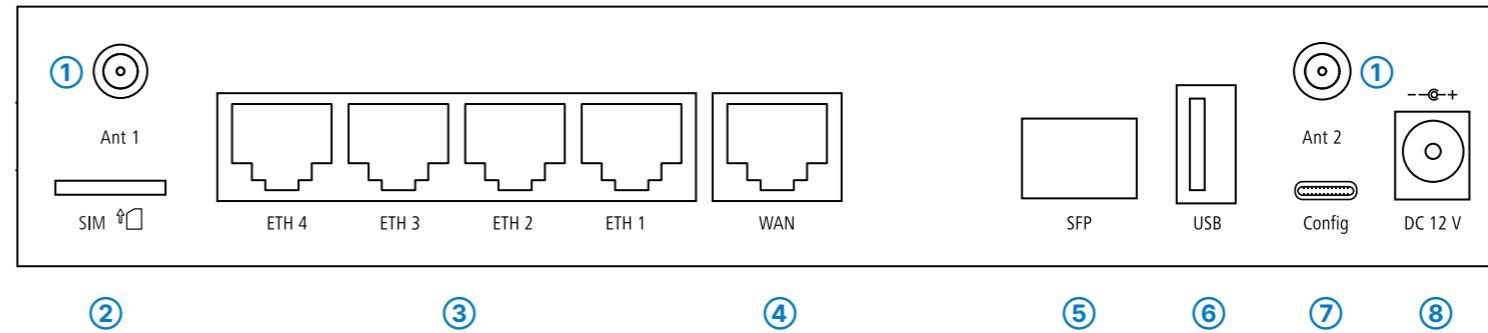 ① ①
- +
Ant 1 Ant 2
SIM ETH 4 ETH 3 ETH 2 ETH 1 WAN SFP USB Config DC 12 V
② ③ ④ ⑤ ⑥ ⑦ ⑧